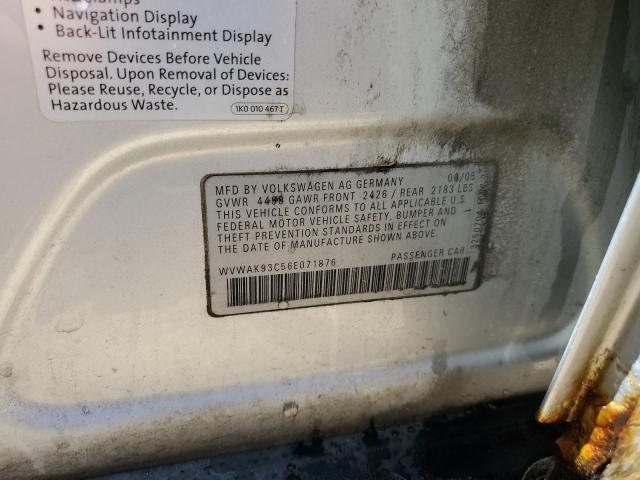 • Navigation Display
• Back-Lit Infotainment Display
Remove Devices Before Vehicle
Disposal. Upon Removal of Devices:
Please Reuse, Recycle, or Dispose as
Hazardous Waste.
1K0 010 467 T
MFD BY VOLKSWAGEN AG GERMANY 08/05
GVWR GAWR FRONT 2426 / REAR 2183 LBS
THIS VEHICLE CONFORMS TO ALL APPLICABLE U.S
FEDERAL MOTOR VEHICLE SAFETY, BUMPER AND
THEFT PREVENTION STANDARDS IN EFFECT ON
THE DATE OF MANUFACTURE SHOWN ABOVE.
WVWAK93C56E071876 PASSENGER CAR